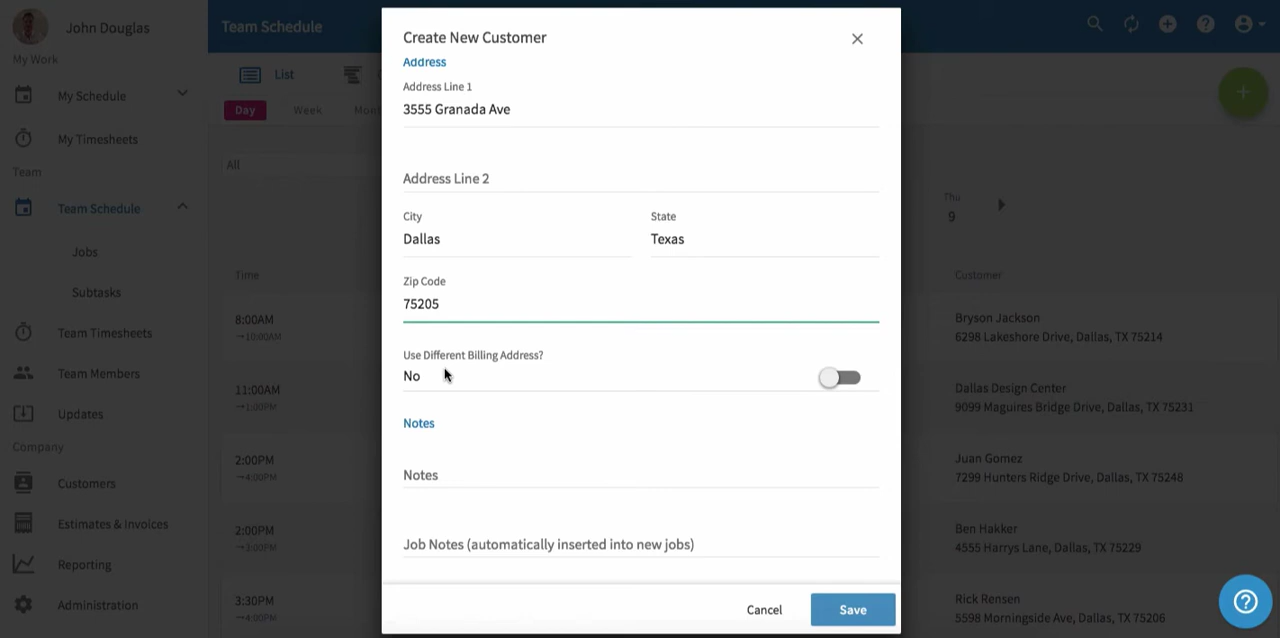 John Douglas
My Work
My Schedule
My Timesheets
Team
Team Schedule
Jobs
Subtasks
Team Timesheets
Team Members
Updates
Company
Customers
Estimates & Invoices
Reporting
Administration
Team Schedule
List
Day
Week
All
Thu
9
Time
Customer
8:00AM
→10:00AM
Bryson Jackson
6298 Lakeshore Drive, Dallas, TX 75214
11:00AM
→1:00PM
Dallas Design Center
9099 Maguires Bridge Drive, Dallas, TX 75231
2:00PM
→4:00PM
Juan Gomez
7299 Hunters Ridge Drive, Dallas, TX 75248
2:00PM
→3:00PM
Ben Hakker
4555 Harrys Lane, Dallas, TX 75229
3:30PM
→4:00PM
Rick Rensen
5598 Morningside Ave, Dallas, TX 75206
Create New Customer
Address
Address Line 1
3555 Granada Ave
Address Line 2
City
State
Dallas
Texas
Zip Code
75205
Use Different Billing Address?
No
Notes
Notes
Job Notes (automatically inserted into new jobs)
Cancel
Save